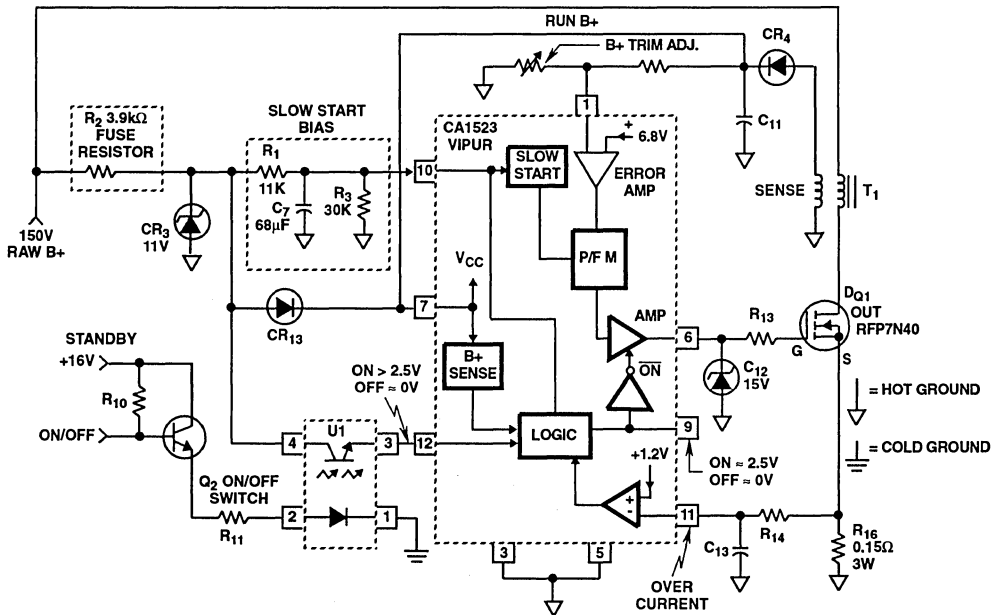 RUN B+
B+ TRIM ADJ.
CR4
R2 3.9kΩ
FUSE
RESISTOR
SLOW START
BIAS
R1
11K
C7
68µF
R3
30K
10
1
CA1523
VIPUR
+
6.8V
SLOW
START
ERROR
AMP
C11
SENSE
T1
150V
RAW B+
CR3
11V
P/F M
VCC
7
CR13
B+
SENSE
AMP
6
R13
DQ1
OUT
RFP7N40
G
S
C12
15V
ON
STANDBY
+16V
R10
ON/OFF
ON > 2.5V
OFF ≈ 0V
U1
4
3
12
LOGIC
9
ON ≈ 2.5V
OFF ≈ 0V
= HOT GROUND
= COLD GROUND
+1.2V
+
-
Q2 ON/OFF
SWITCH
R11
2
1
11
R14
C13
R16
0.15Ω
3W
3
5
OVER
CURRENT